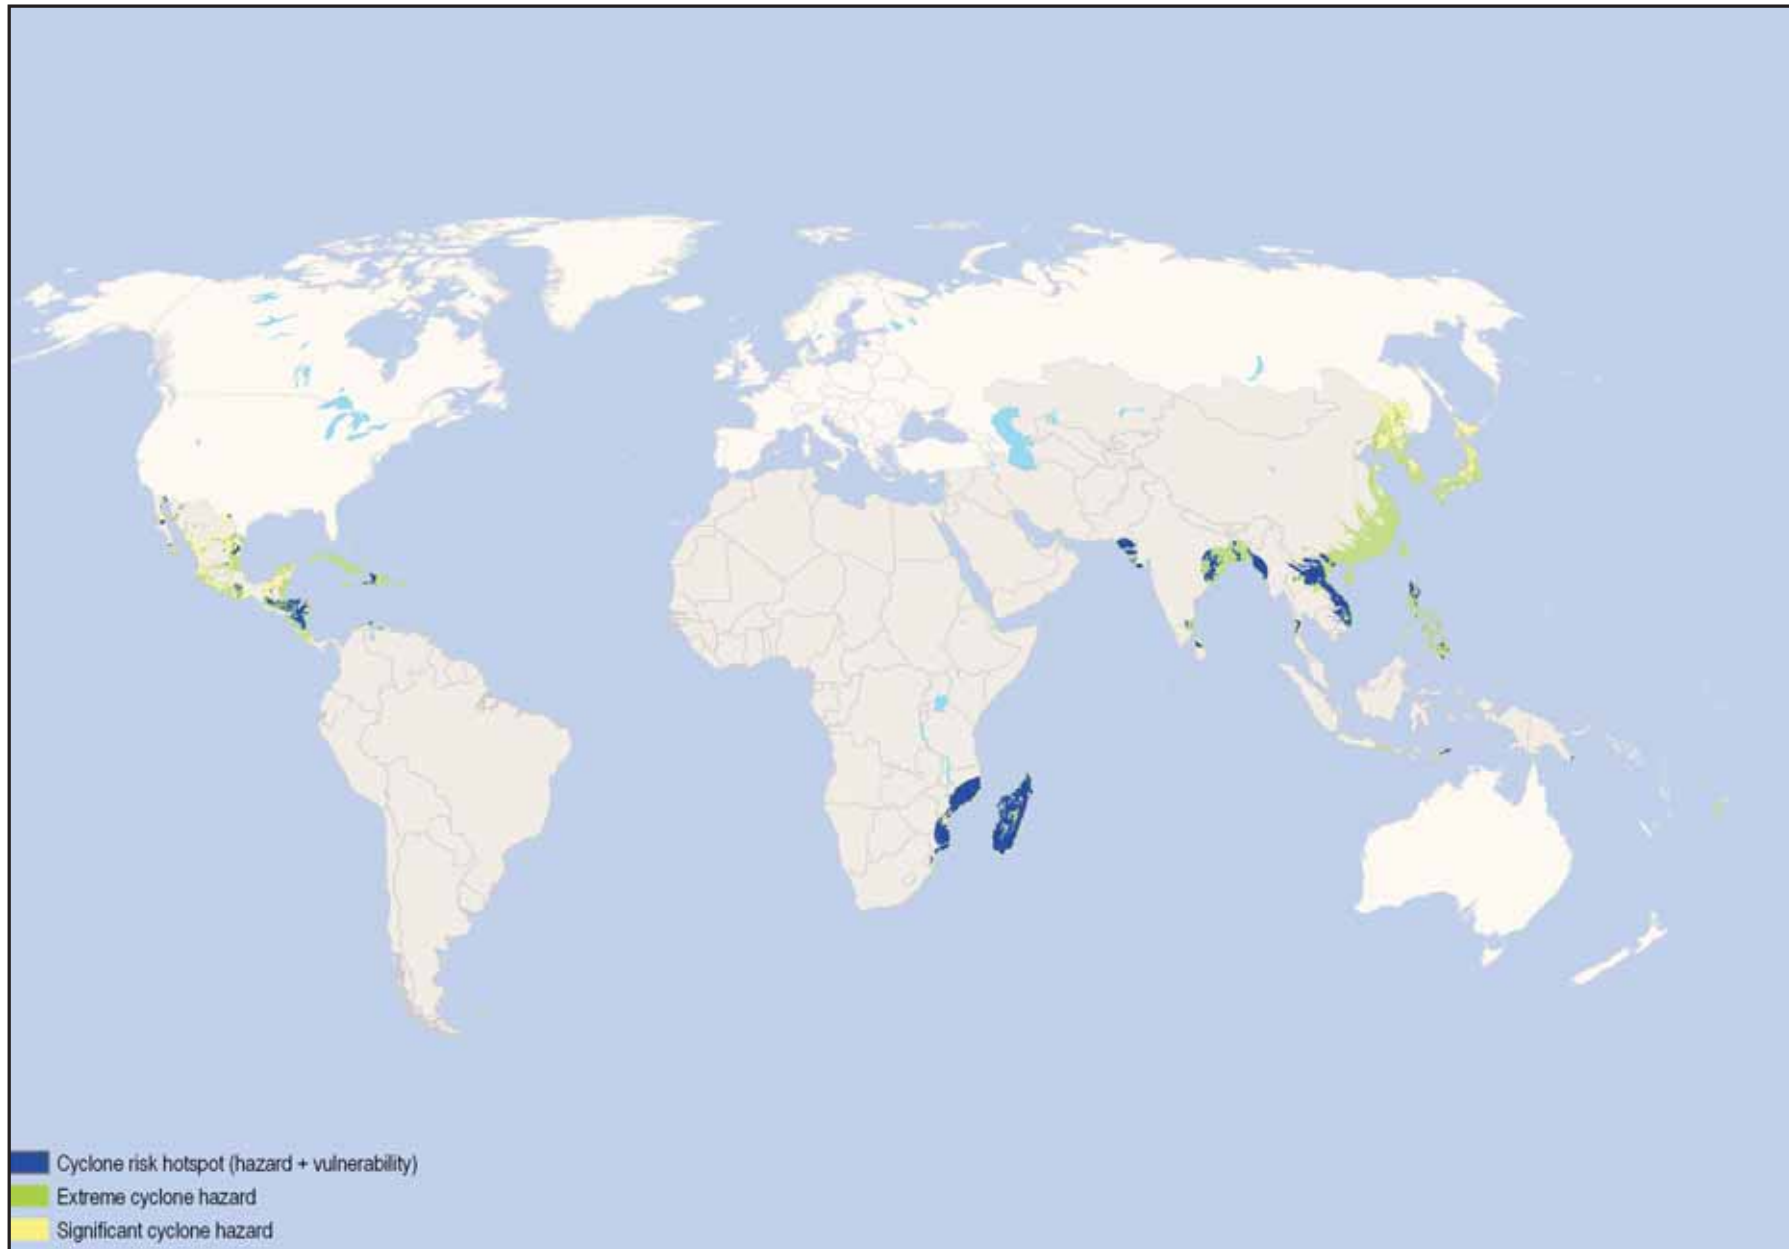 Cyclone risk hotspot (hazard + vulnerability)
Extreme cyclone hazard
Significant cyclone hazard